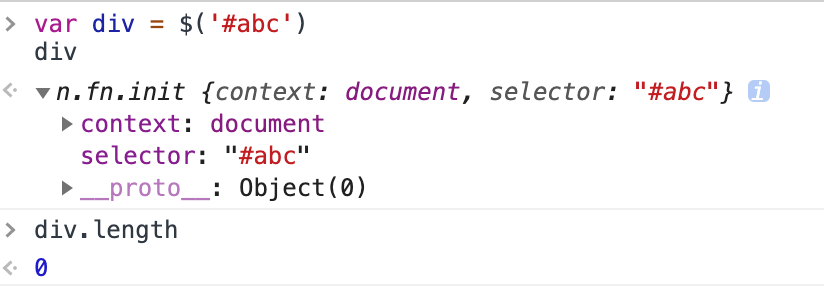 > var div = $('#abc')
div
<· ▼n.fn.init {context: document, selector: "#abc"} i
▶context: document
selector: "#abc"
▶__proto__: Object(0)
> div.length
<· 0